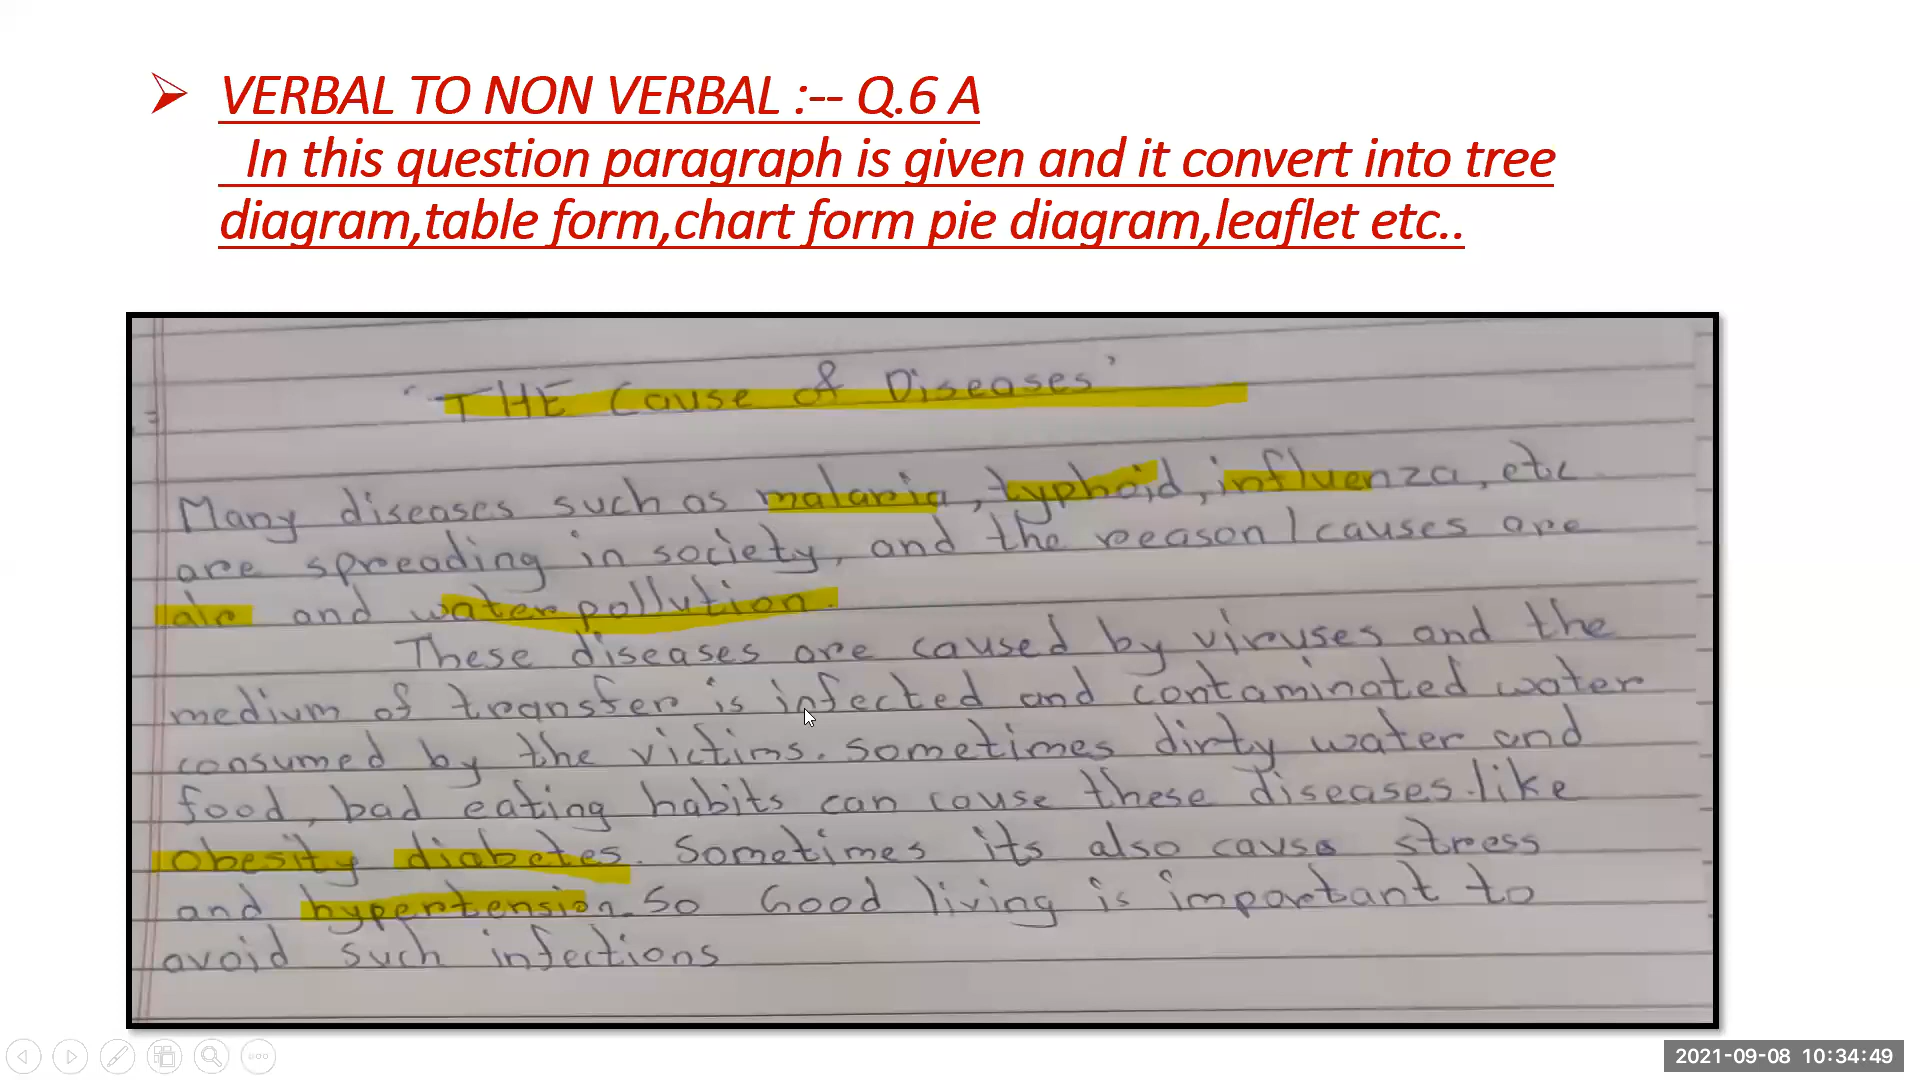 VERBAL TO NON VERBAL :-- Q.6 A
In this question paragraph is given and it convert into tree
diagram,table form,chart form pie diagram,leaflet etc..
'THE Cause of Diseases'
Many diseases such as malaria, typhoid, influenza, etc
are spreading in society, and the reason/causes are
air and water pollution.
These diseases are caused by viruses and the
medium of transfer is infected and contaminated water
consumed by the victims. Sometimes dirty water and
food, bad eating habits can couse these diseases.like
obesity diabetes. Sometimes its also cause stress
and hypertension. So Good living is important to
avoid such infections
2021-09-08 10:34:49